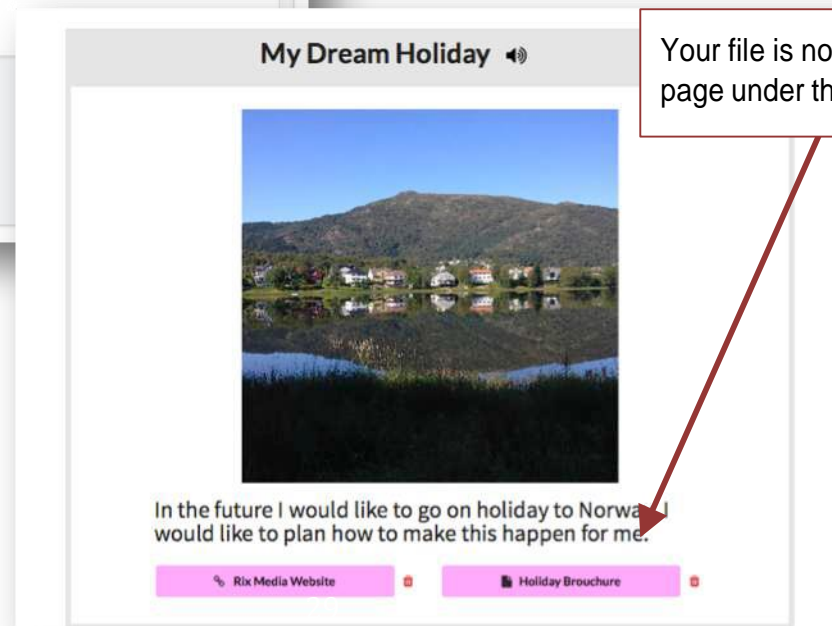 My Dream Holiday
Your file is no
page under th
In the future I would like to go on holiday to Norwa I
would like to plan how to make this happen for me.
Rix Media Website
Holiday Brouchure